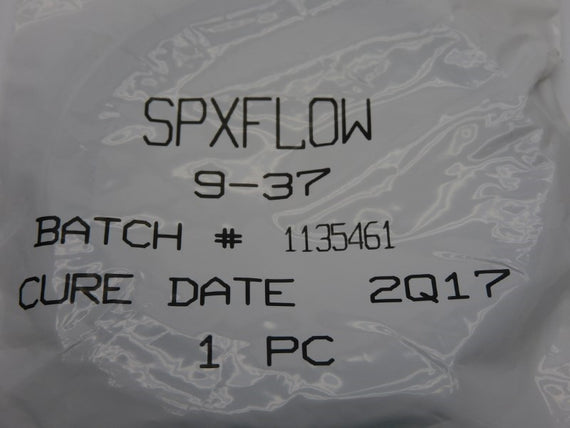 SPXFLOW
9-37
BATCH # 1135461
CURE DATE 2Q17
1 PC